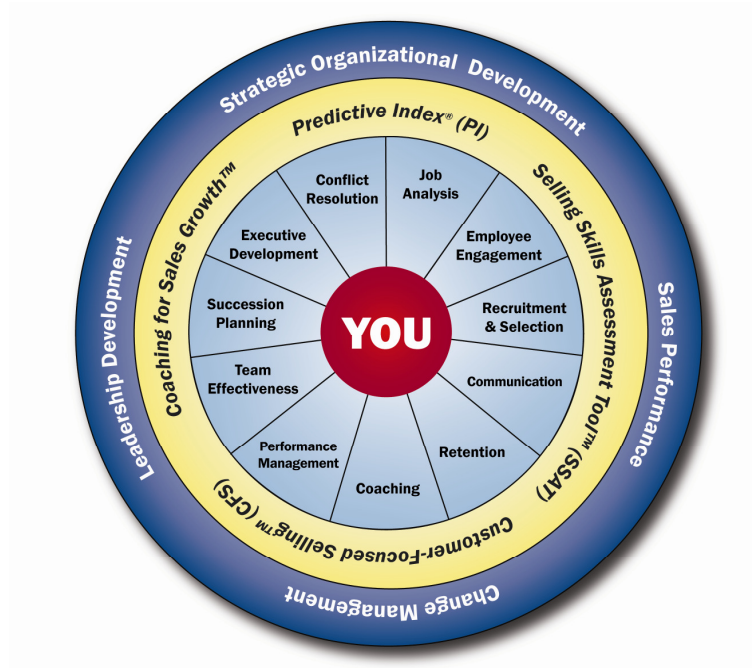 Strategic Organizational Development
Sales Performance
Change Management
Leadership Development
Predictive Index® (PI)
Selling Skills Assessment Tool™ (SSAT)
Customer-Focused Selling™ (CFS)
Coaching for Sales Growth™
Job
Analysis
Employee
Engagement
Recruitment
& Selection
Communication
Retention
Coaching
Performance
Management
Team
Effectiveness
Succession
Planning
Executive
Development
Conflict
Resolution
YOU